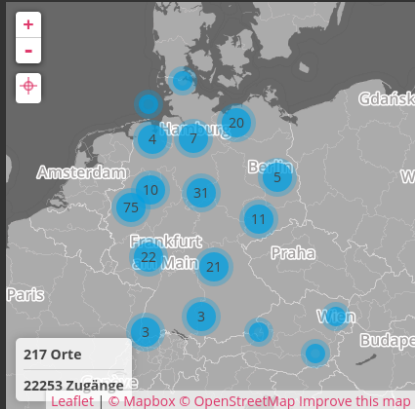 +
-
Gdańsk
20
Hamburg
4
7
Amsterdam
Berlin
5
10
31
75
11
Frankfurt
am Main
22
21
Praha
Paris
3
3
Wien
Budape
217 Orte
22253 Zugänge
Leaflet | © Mapbox © OpenStreetMap Improve this map